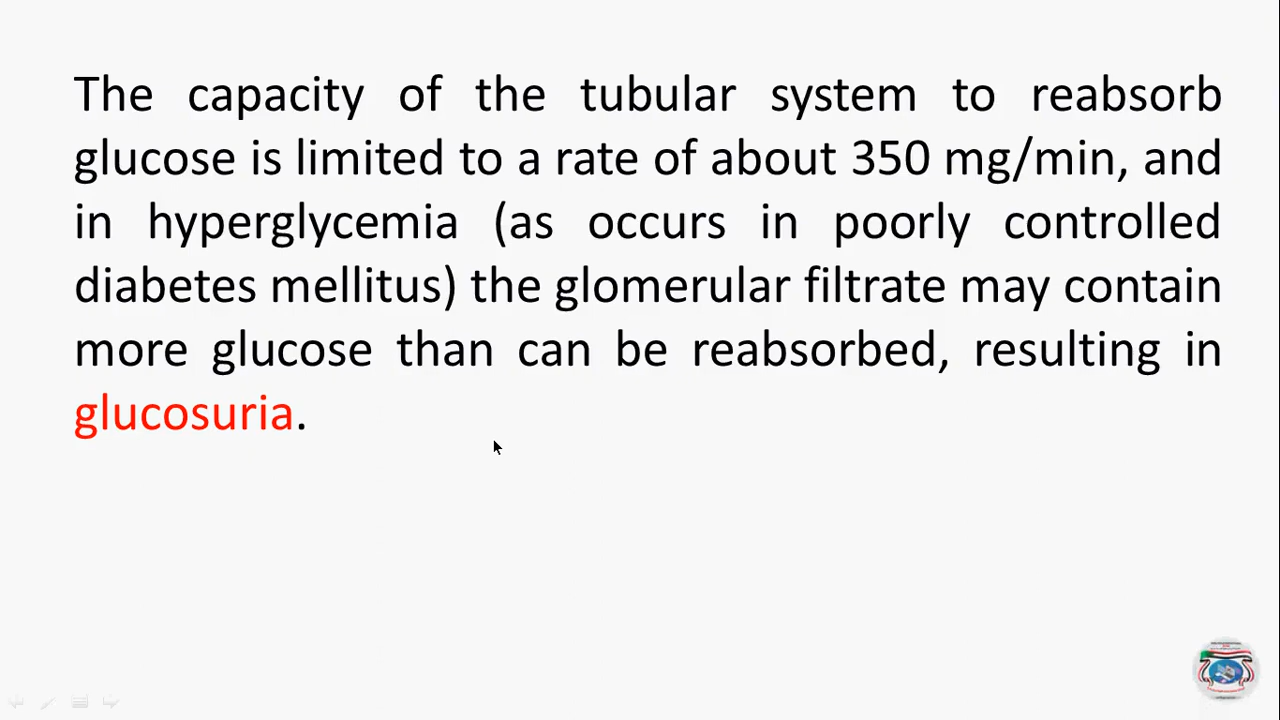 The capacity of the tubular system to reabsorb
glucose is limited to a rate of about 350 mg/min, and
in hyperglycemia (as occurs in poorly controlled
diabetes mellitus) the glomerular filtrate may contain
more glucose than can be reabsorbed, resulting in
glucosuria.